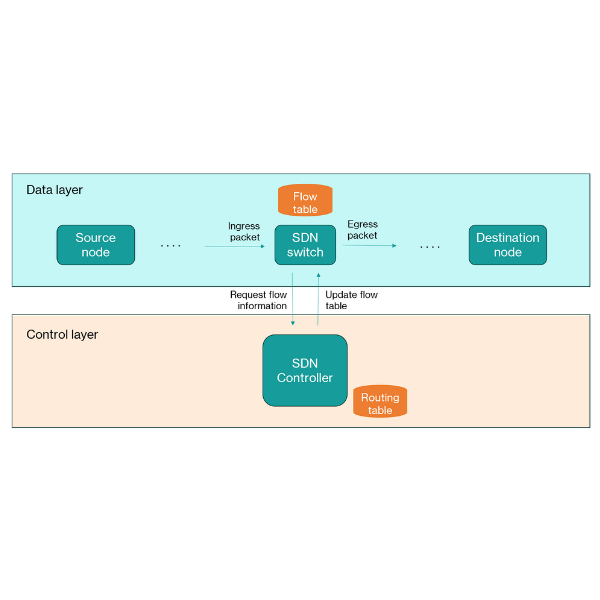 Data layer
Flow
table
Source
node
....
Ingress
packet
SDN
switch
Egress
packet
....
Destination
node
Request flow
information
Update flow
table
Control layer
SDN
Controller
Routing
table